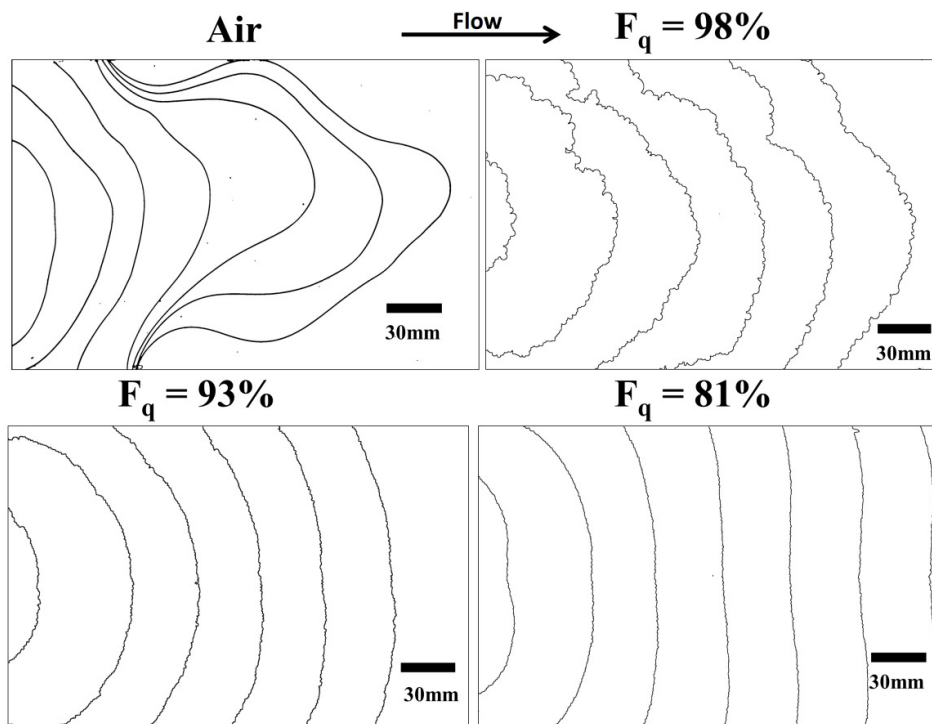 Air
Flow
F_q = 98%
30mm
30mm
F_q = 93%
F_q = 81%
30mm
30mm